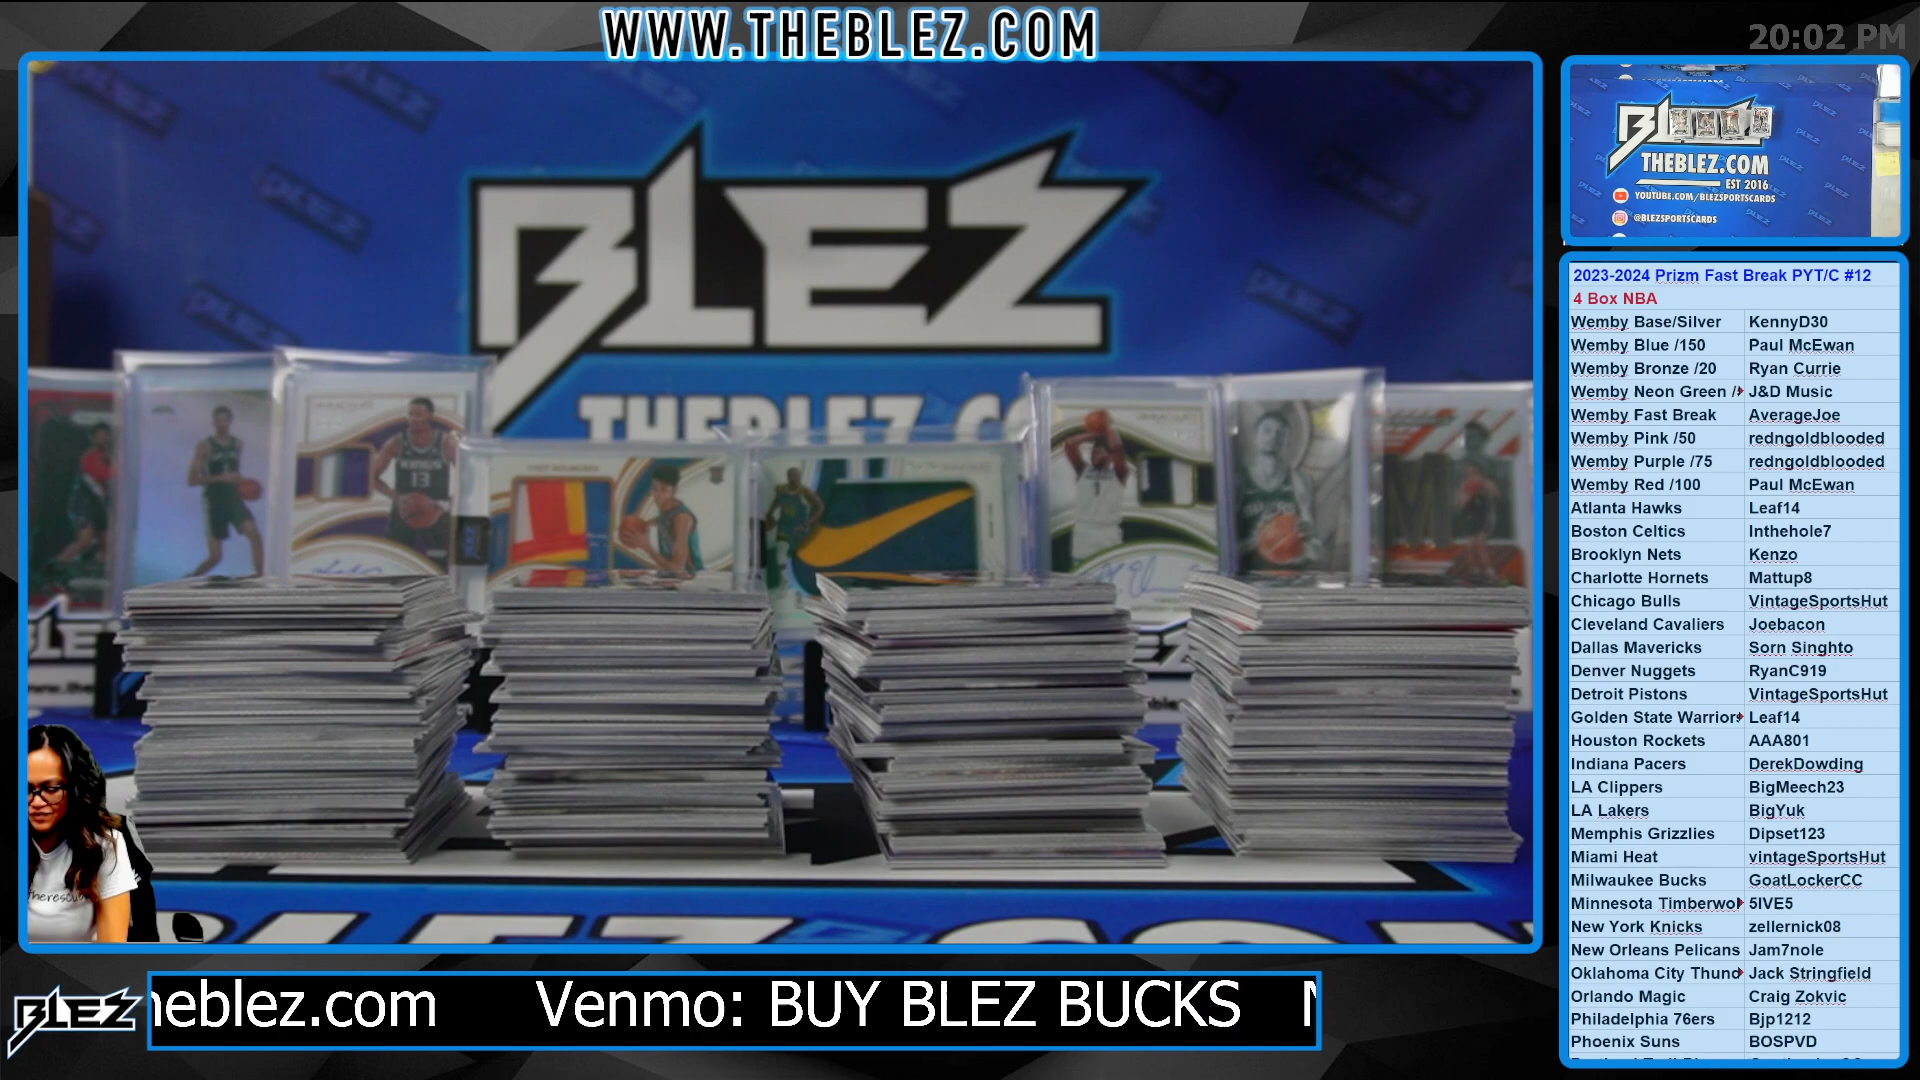 WWW.THEBLEZ.COM
20:02 PM
BLEZ
THEBLEZ.CO
13
BLEZ
THEBLEZ.COM
EST 2016
YOUTUBE.COM/BLEZSPORTSCARDS
@BLEZSPORTSCARDS
2023-2024 Prizm Fast Break PYT/C #12
4 Box NBA
Wemby Base/Silver KennyD30
Wemby Blue /150 Paul McEwan
Wemby Bronze /20 Ryan Currie
Wemby Neon Green / J&D Music
Wemby Fast Break AverageJoe
Wemby Pink /50 redngoldblooded
Wemby Purple /75 redngoldblooded
Wemby Red /100 Paul McEwan
Atlanta Hawks Leaf14
Boston Celtics Inthehole7
Brooklyn Nets Kenzo
Charlotte Hornets Mattup8
Chicago Bulls VintageSportsHut
Cleveland Cavaliers Joebacon
Dallas Mavericks Sorn Singhto
Denver Nuggets RyanC919
Detroit Pistons VintageSportsHut
Golden State Warriors Leaf14
Houston Rockets AAA801
Indiana Pacers DerekDowding
LA Clippers BigMeech23
LA Lakers BigYuk
Memphis Grizzlies Dipset123
Miami Heat vintageSportsHut
Milwaukee Bucks GoatLockerCC
Minnesota Timberwol 5IVE5
New York Knicks zellernick08
New Orleans Pelicans Jam7nole
Oklahoma City Thund Jack Stringfield
Orlando Magic Craig Zokvic
Philadelphia 76ers Bjp1212
Phoenix Suns BOSPVD
BLEZ
heblez.com Venmo: BUY BLEZ BUCKS